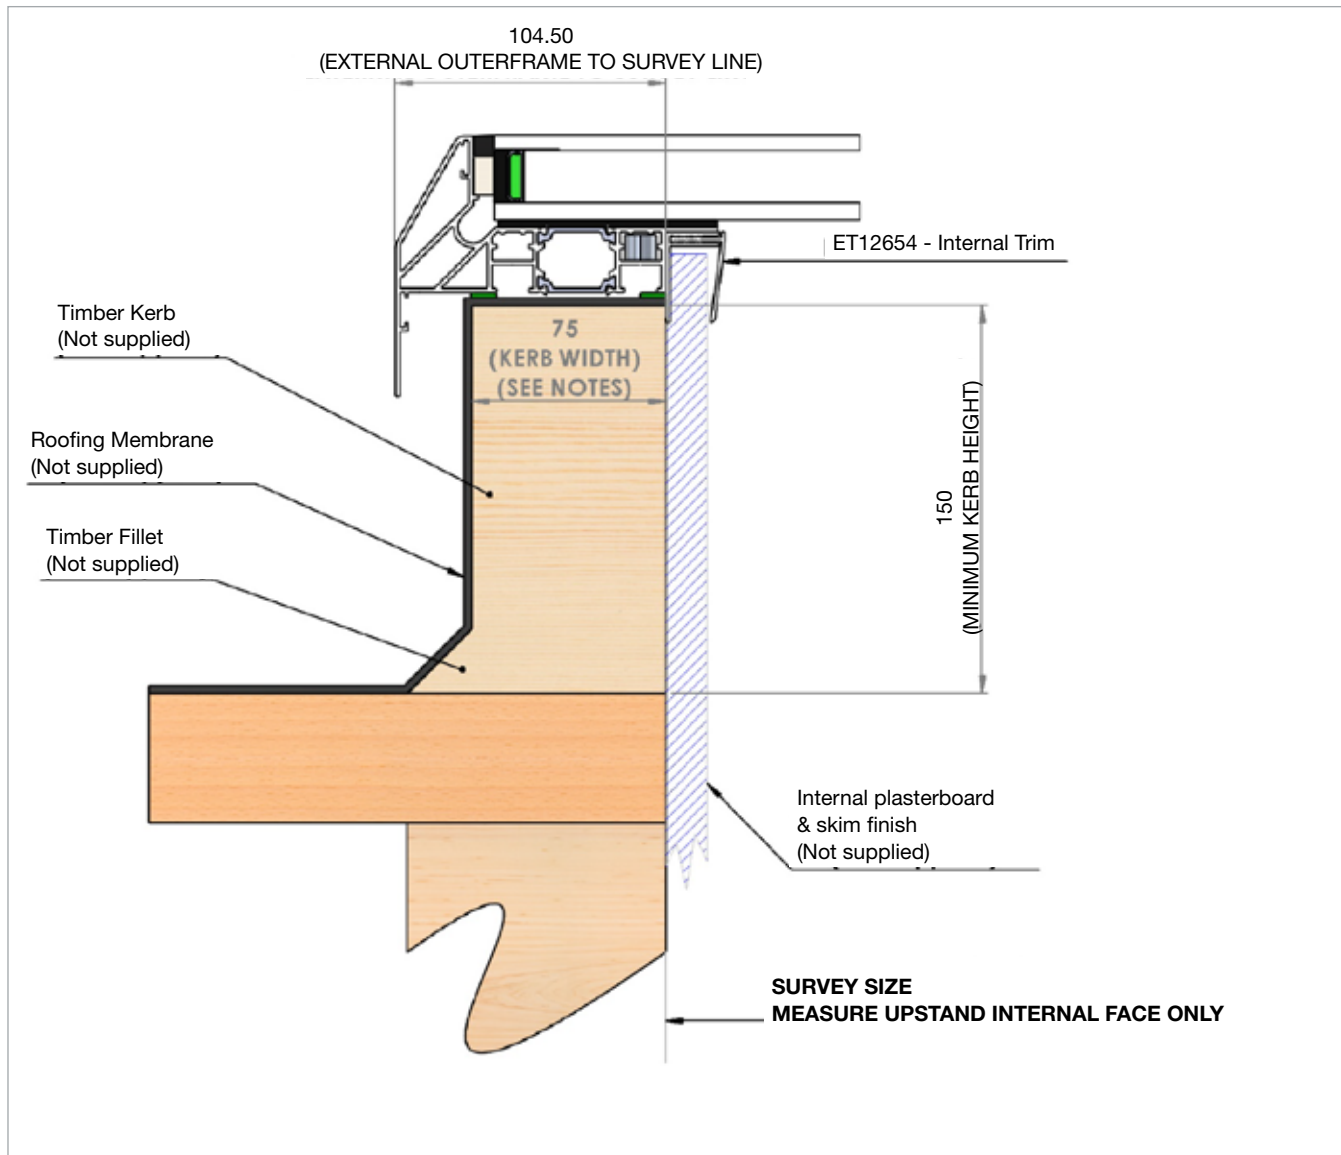 104.50
(EXTERNAL OUTERFRAME TO SURVEY LINE)
ET12654 - Internal Trim
Timber Kerb
(Not supplied)
75
(KERB WIDTH)
(SEE NOTES)
Roofing Membrane
(Not supplied)
150
(MINIMUM KERB HEIGHT)
Timber Fillet
(Not supplied)
Internal plasterboard
& skim finish
(Not supplied)
SURVEY SIZE
MEASURE UPSTAND INTERNAL FACE ONLY